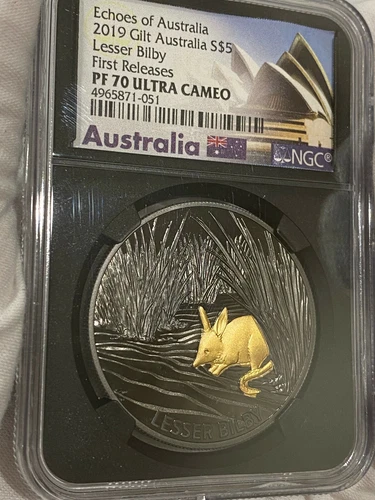 Echoes of Australia
2019 Gilt Australia S$5
Lesser Bilby
First Releases
PF 70 ULTRA CAMEO
4965871-051
Australia
NGC®
LESSER BILBY